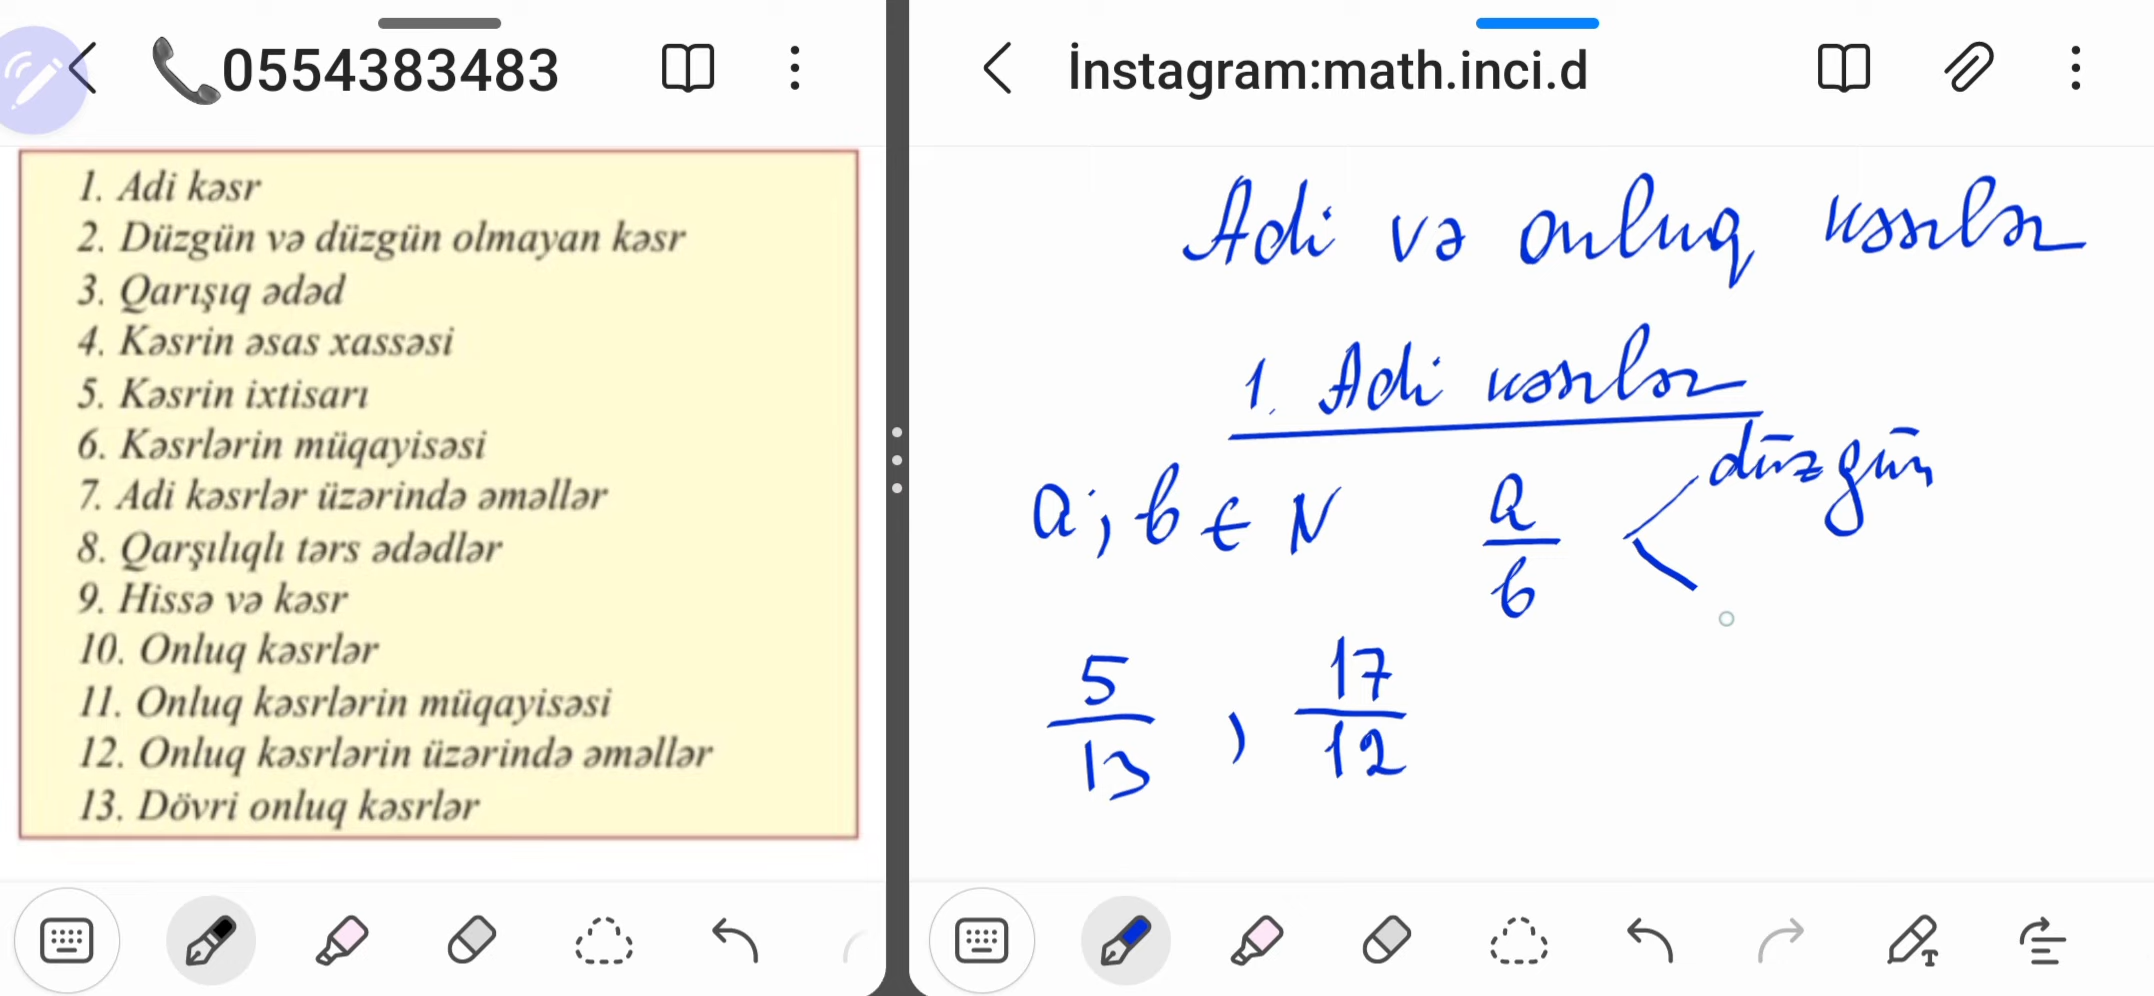 0554383483
1. Adi kəsr
2. Düzgün və düzgün olmayan kəsr
3. Qarışıq ədəd
4. Kəsrin əsas xassəsi
5. Kəsrin ixtisarı
6. Kəsrlərin müqayisəsi
7. Adi kəsrlər üzərində əməllər
8. Qarşılıqlı tərs ədədlər
9. Hissə və kəsr
10. Onluq kəsrlər
11. Onluq kəsrlərin müqayisəsi
12. Onluq kəsrlərin üzərində əməllər
13. Dövri onluq kəsrlər
İnstagram:math.inci.d
Adi və onluq kəsrlər
1. Adi kəsrlər
a; b ∈ N a/b < düzgün
5/13 , 17/12